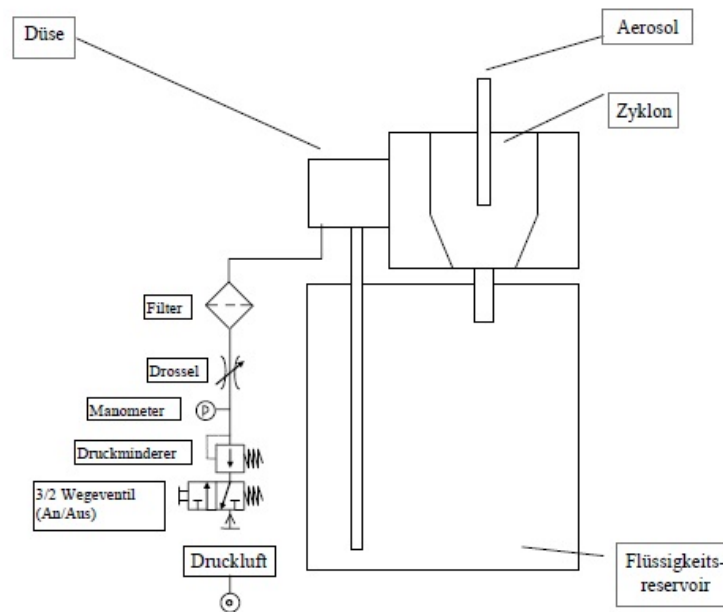 Düse
Aerosol
Zyklon
Filter
Drossel
Manometer
P
Druckminderer
3/2 Wegeventil
(An/Aus)
Druckluft
Flüssigkeits-
reservoir